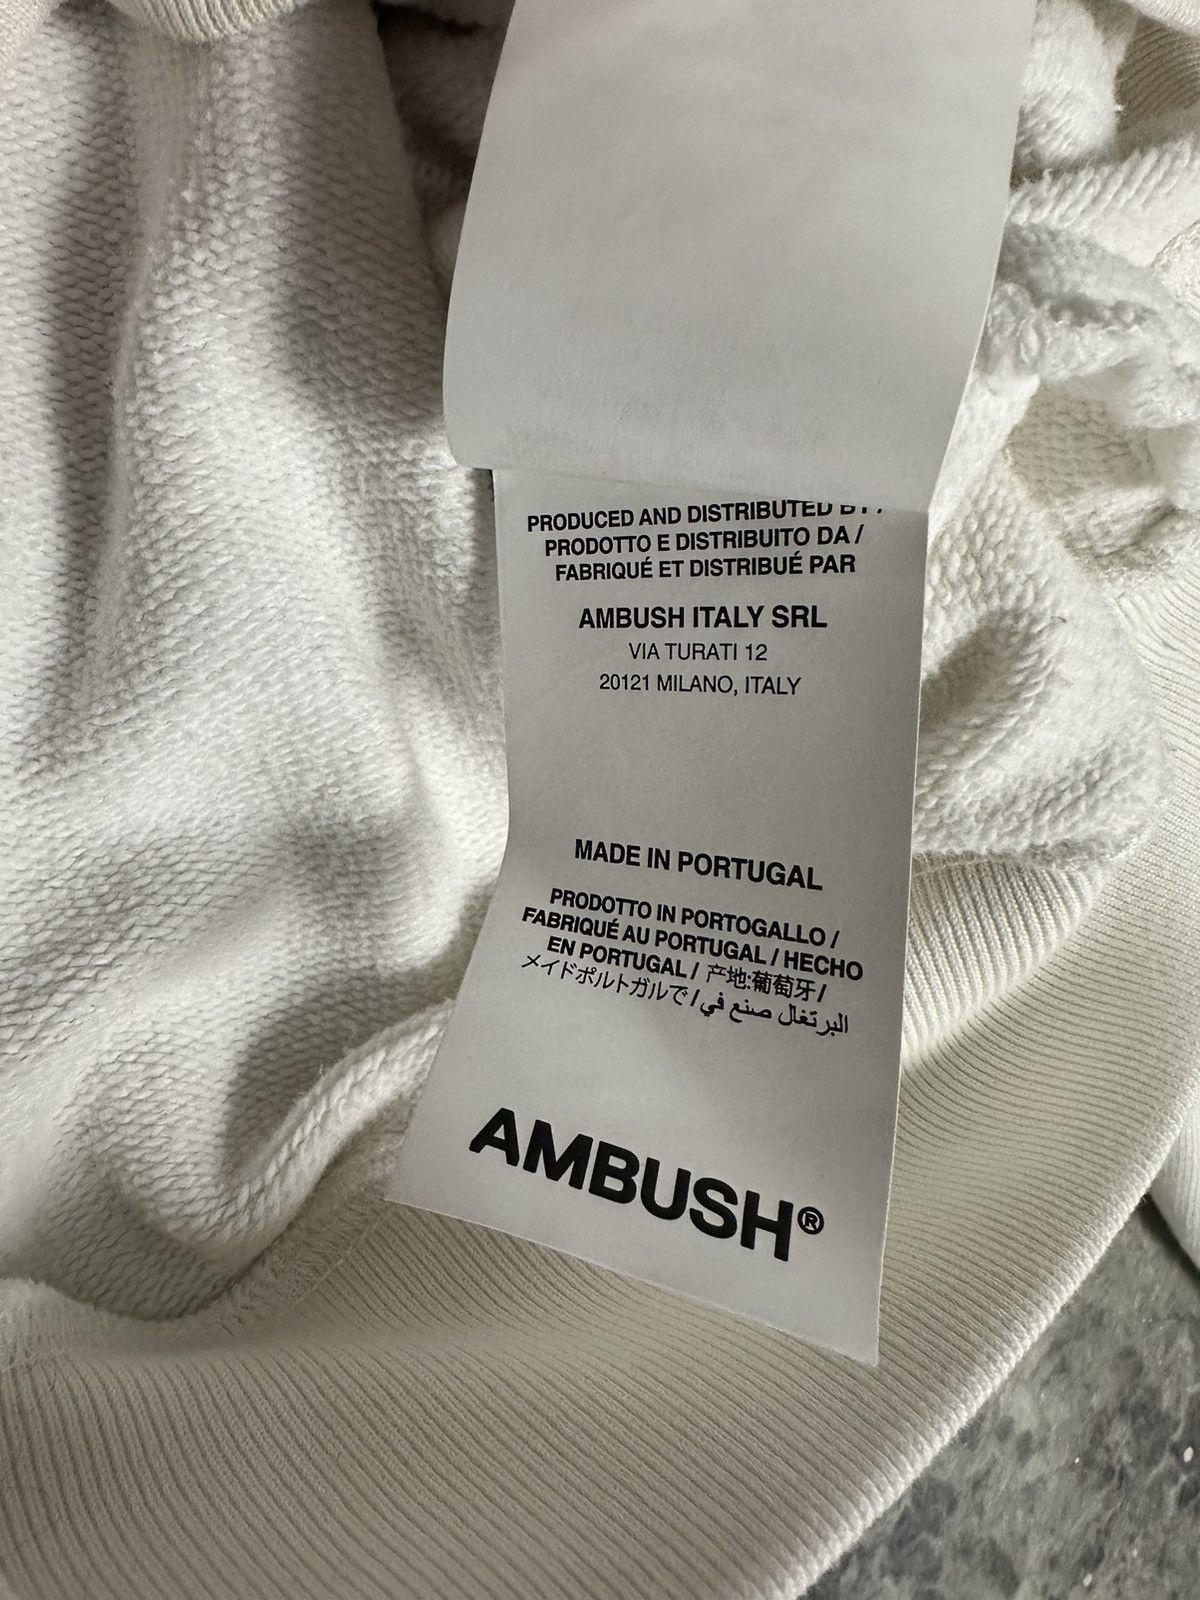 PRODUCED AND DISTRIBUTED BY /
PRODOTTO E DISTRIBUITO DA /
FABRIQUÉ ET DISTRIBUÉ PAR
AMBUSH ITALY SRL
VIA TURATI 12
20121 MILANO, ITALY
MADE IN PORTUGAL
PRODOTTO IN PORTOGALLO /
FABRIQUÉ AU PORTUGAL / HECHO
EN PORTUGAL / 产地:葡萄牙 /
メイドポルトガルで / البرتغال صنع في
AMBUSH®